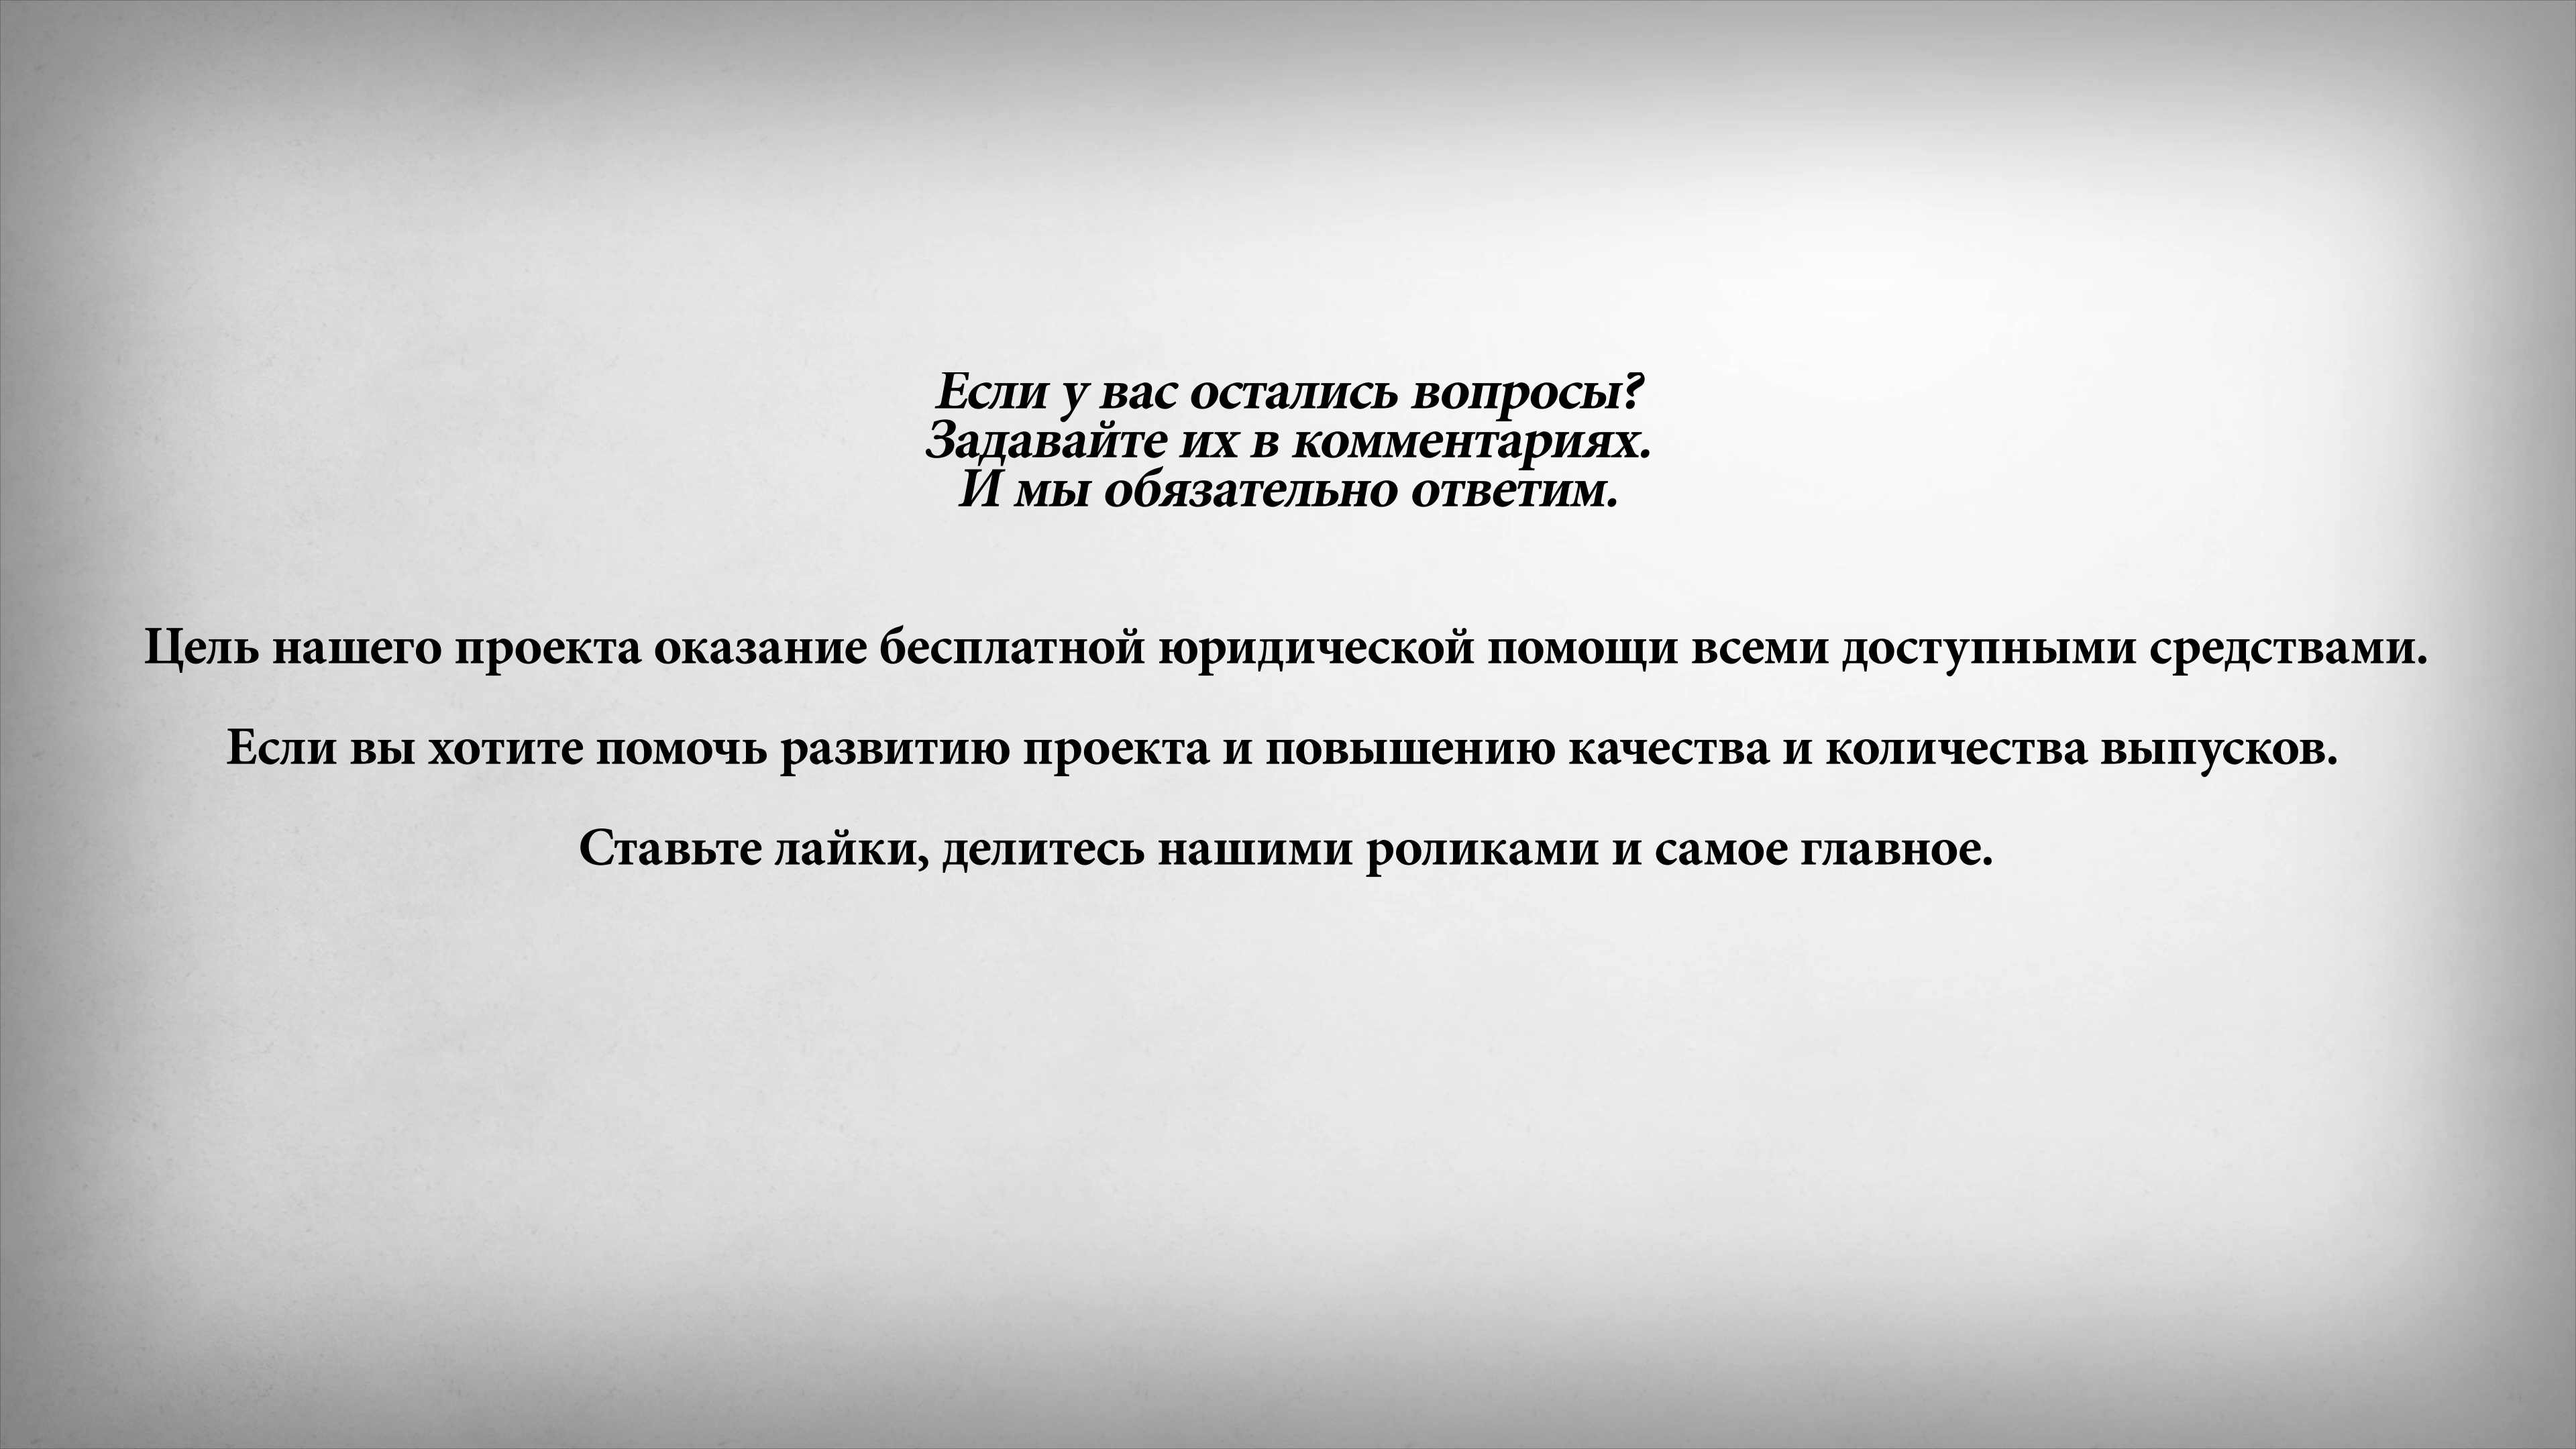 Если у вас остались вопросы?
Задавайте их в комментариях.
И мы обязательно ответим.
Цель нашего проекта оказание бесплатной юридической помощи всеми доступными средствами.
Если вы хотите помочь развитию проекта и повышению качества и количества выпусков.
Ставьте лайки, делитесь нашими роликами и самое главное.